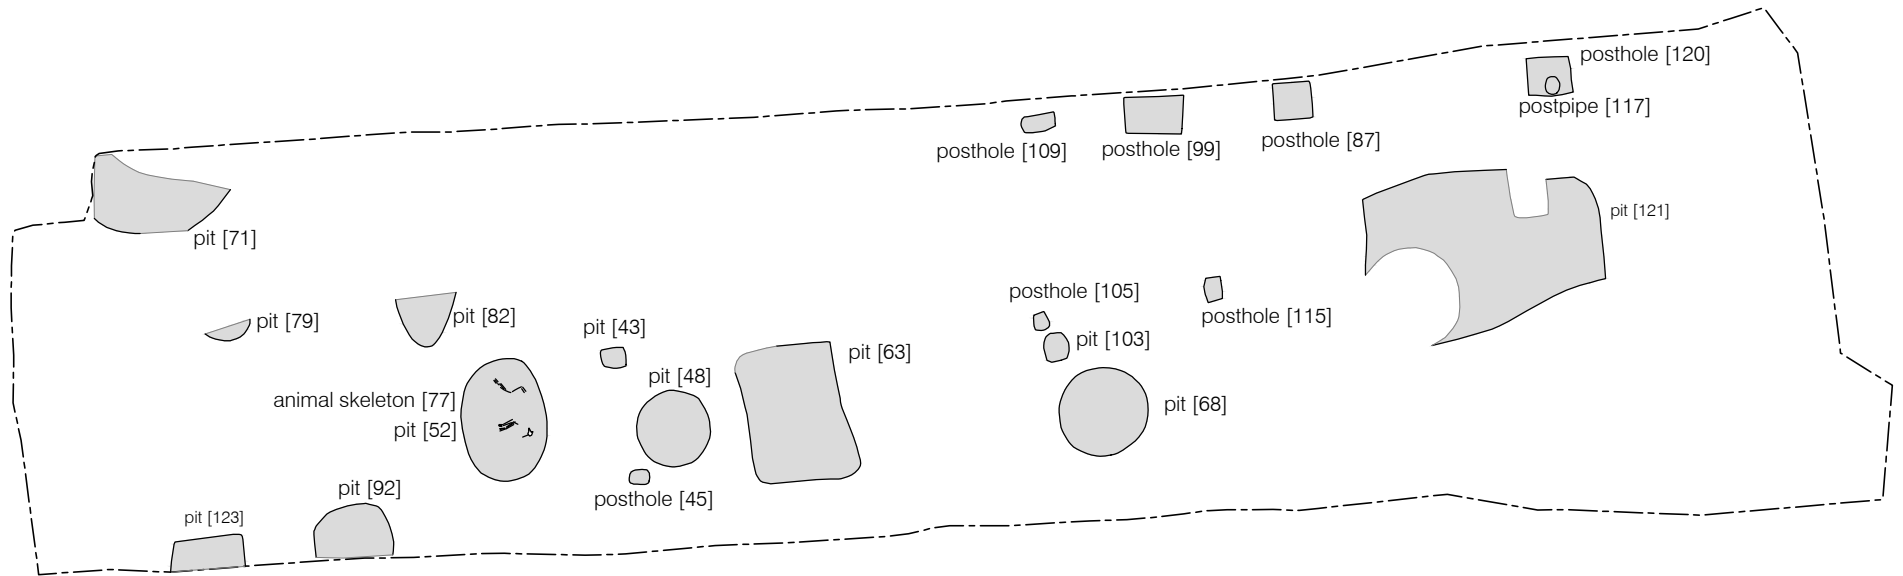 posthole [120]
postpipe [117]
posthole [109]
posthole [99]
posthole [87]
pit [121]
pit [71]
posthole [105]
posthole [115]
pit [79]
pit [82]
pit [43]
pit [103]
pit [63]
pit [48]
animal skeleton [77]
pit [52]
pit [68]
pit [92]
posthole [45]
pit [123]